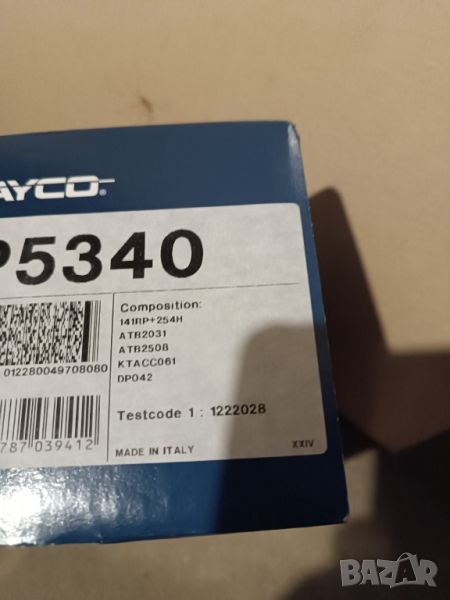 AYCO®
P5340
Composition:
141RP+254H
ATB2031
ATB2508
KTACC061
DP042
012280049708080
Testcode 1: 1222028
787 039412
MADE IN ITALY
XXIV
BAZAR